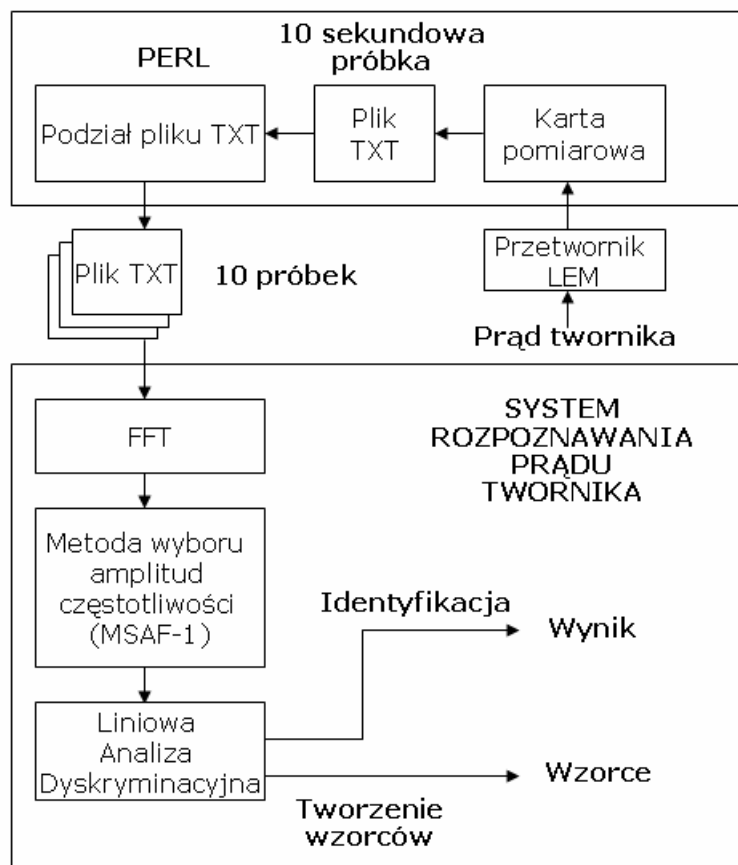 PERL
10 sekundowa
próbka
Podział pliku TXT
Plik
TXT
Karta
pomiarowa
Plik TXT
10 próbek
Przetwornik
LEM
Prąd twornika
FFT
SYSTEM
ROZPOZNAWANIA
PRĄDU
TWORNIKA
Metoda wyboru
amplitud
częstotliwości
(MSAF-1)
Identyfikacja
Wynik
Liniowa
Analiza
Dyskryminacyjna
Wzorce
Tworzenie
wzorców